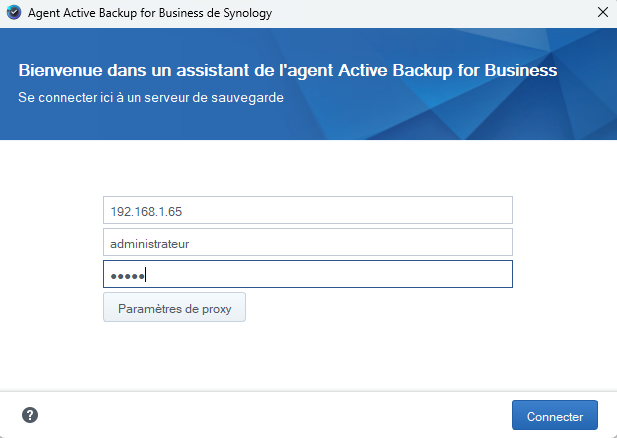 Agent Active Backup for Business de Synology
Bienvenue dans un assistant de l'agent Active Backup for Business
Se connecter ici à un serveur de sauvegarde
192.168.1.65
administrateur
●●●●●
Paramètres de proxy
?
Connecter